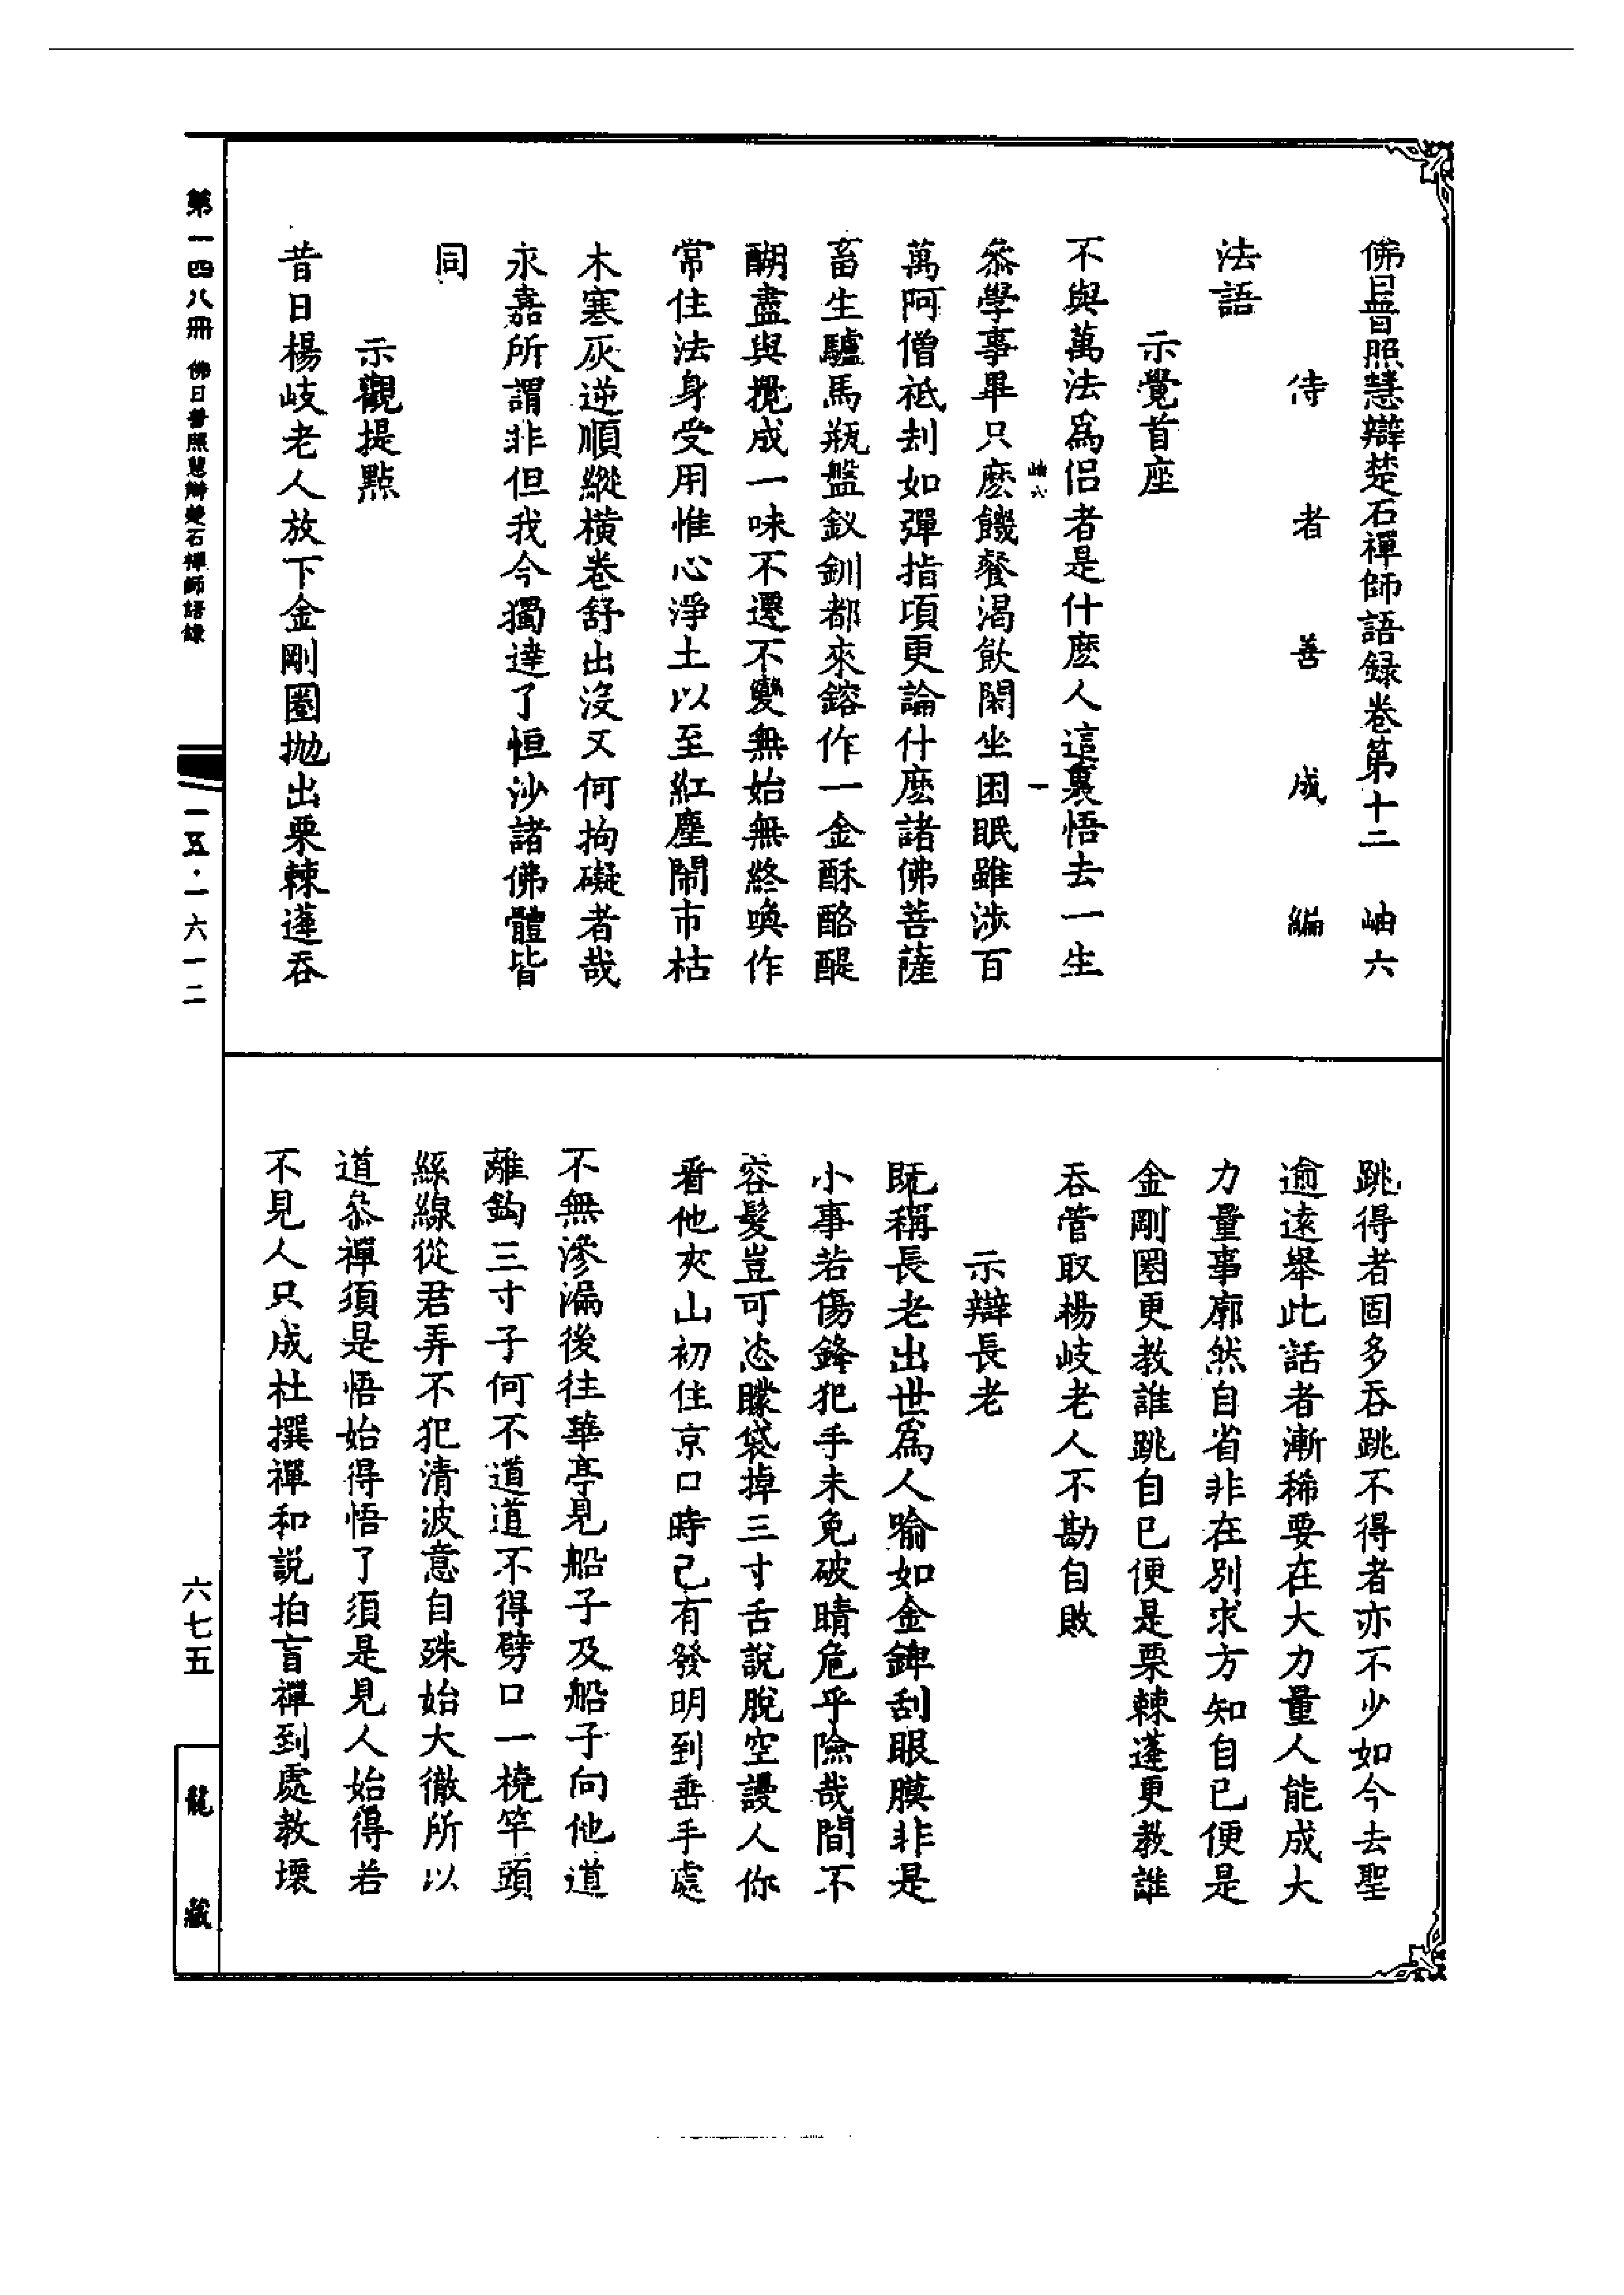 佛日普照慧辯楚石禪師語録卷第十二　岫六
侍者善成編
法語
示覺首座
不與萬法爲侣者是什麽人這裏悟去一生
岫六　一
叅學事畢只麽饑餐渴飲閑坐困眠雖涉百
萬阿僧祇刦如彈指頃更論什麽諸佛菩薩
畜生驢馬瓶盤釵釧都來鎔作一金酥酪醍
醐盡與攪成一味不遷不變無始無終喚作
常住法身受用惟心淨土以至紅塵閙市枯
木寒灰逆順縱橫卷舒出没又何拘礙者哉
永嘉所謂非但我今獨達了恒沙諸佛體皆
同
示觀提點
昔日楊岐老人放下金剛圈拋出栗棘蓬吞
跳得者固多吞跳不得者亦不少如今去聖
逾遠舉此話者漸稀要在大力量人能成大
力量事廓然自省非在別求方知自已便是
金剛圈更教誰跳自已便是栗棘蓬更教誰
吞管取楊岐老人不勘自敗
示辯長老
既稱長老出世爲人喻如金錍刮眼膜非是
小事若傷鋒犯手未免破睛危乎險哉間不
容髮豈可恣矇袋掉三寸舌說脫空謾人你
看他夾山初住京口時已有發明到垂手處
不無滲漏後往華亭見船子及船子向他道
離鈎三寸子何不道道不得劈口一橈竿頭
絲線從君弄不犯清波意自殊始大徹所以
道叅禪須是悟始得悟了須是見人始得若
不見人只成杜撰禪和説拍盲禪到處教壞
第一四八冊　佛日普照慧辯楚石禪師語錄
一五·一六一二
六七五
龍藏